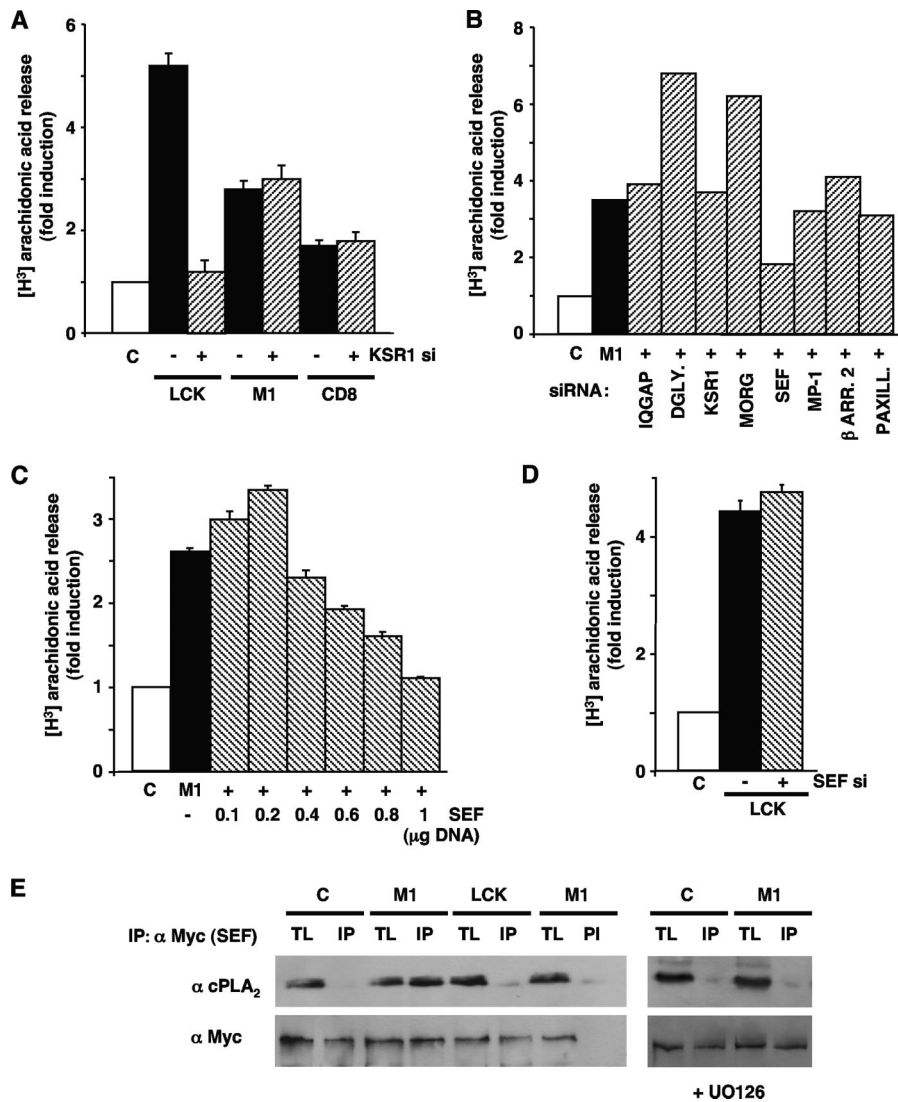 A
[H³] arachidonic acid release
(fold induction)
6
4
2
0
C - + - + - + KSR1 si
LCK M1 CD8
B
[H³] arachidonic acid release
(fold induction)
8
6
4
2
0
C M1 + + + + + + + +
siRNA:
IQGAP
DGLY.
KSR1
MORG
SEF
MP-1
β ARR. 2
PAXILL.
C
[H³] arachidonic acid release
(fold induction)
3
2
1
0
C M1 + + + + + +
- 0.1 0.2 0.4 0.6 0.8 1 SEF
(μg DNA)
D
[H³] arachidonic acid release
(fold induction)
4
2
0
C - + SEF si
LCK
E
C M1 LCK M1 C M1
IP: α Myc (SEF) TL IP TL IP TL IP TL PI TL IP TL IP
α cPLA₂
α Myc
+ UO126